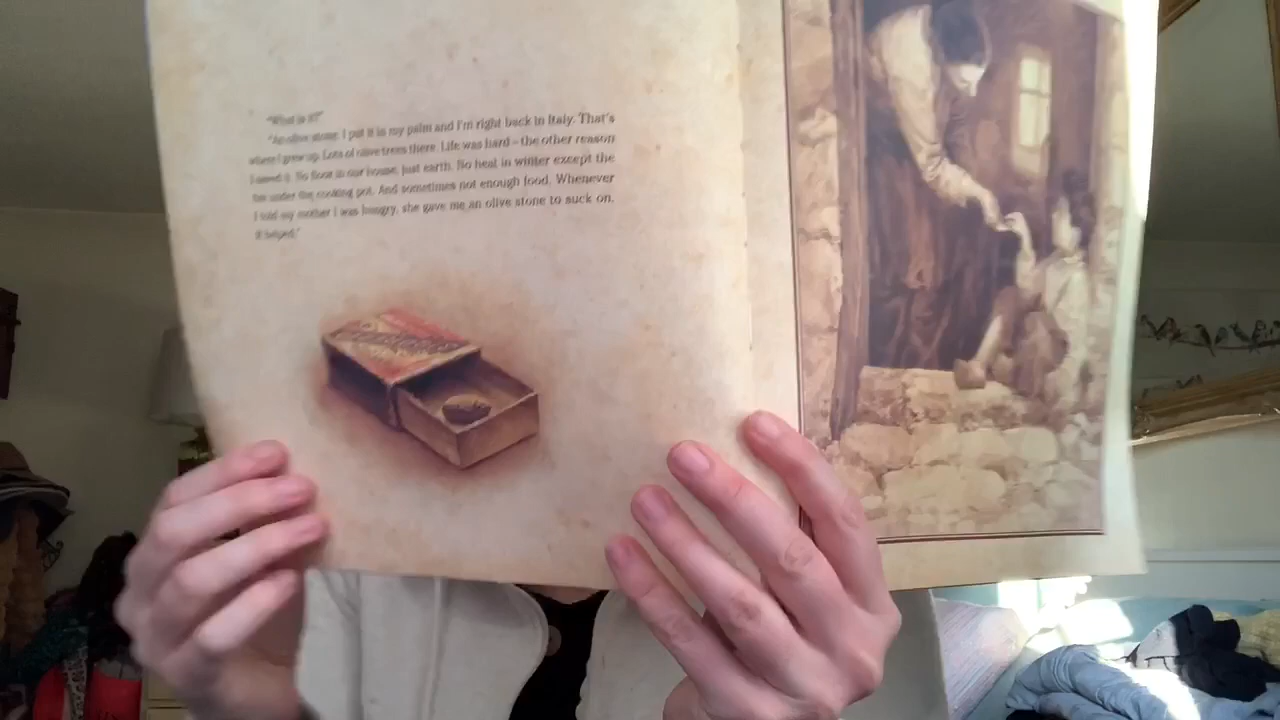 "What is it?"
"An olive stone. I put it in my palm and I'm right back in Italy. That's
where I grew up. Lots of olive trees there. Life was hard – the other reason
I saved it. No floor in our house, just earth. No heat in winter except the
fire under the cooking pot. And sometimes not enough food. Whenever
I told my mother I was hungry, she gave me an olive stone to suck on.
It helped."